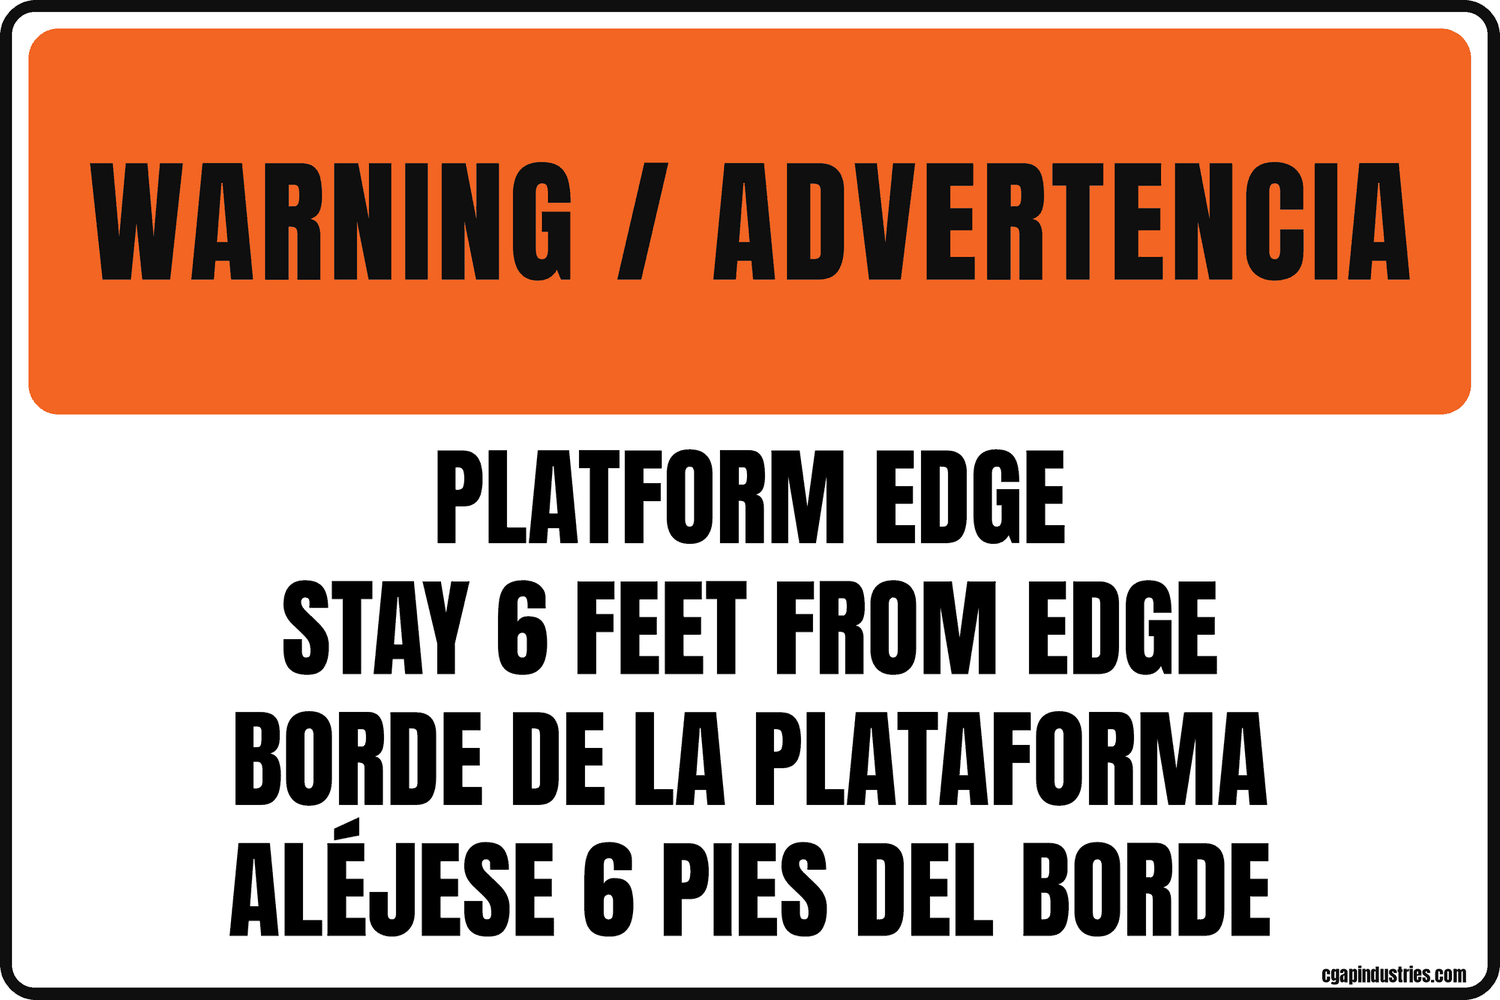 WARNING / ADVERTENCIA
PLATFORM EDGE
STAY 6 FEET FROM EDGE
BORDE DE LA PLATAFORMA
ALÉJESE 6 PIES DEL BORDE
cgapindustries.com